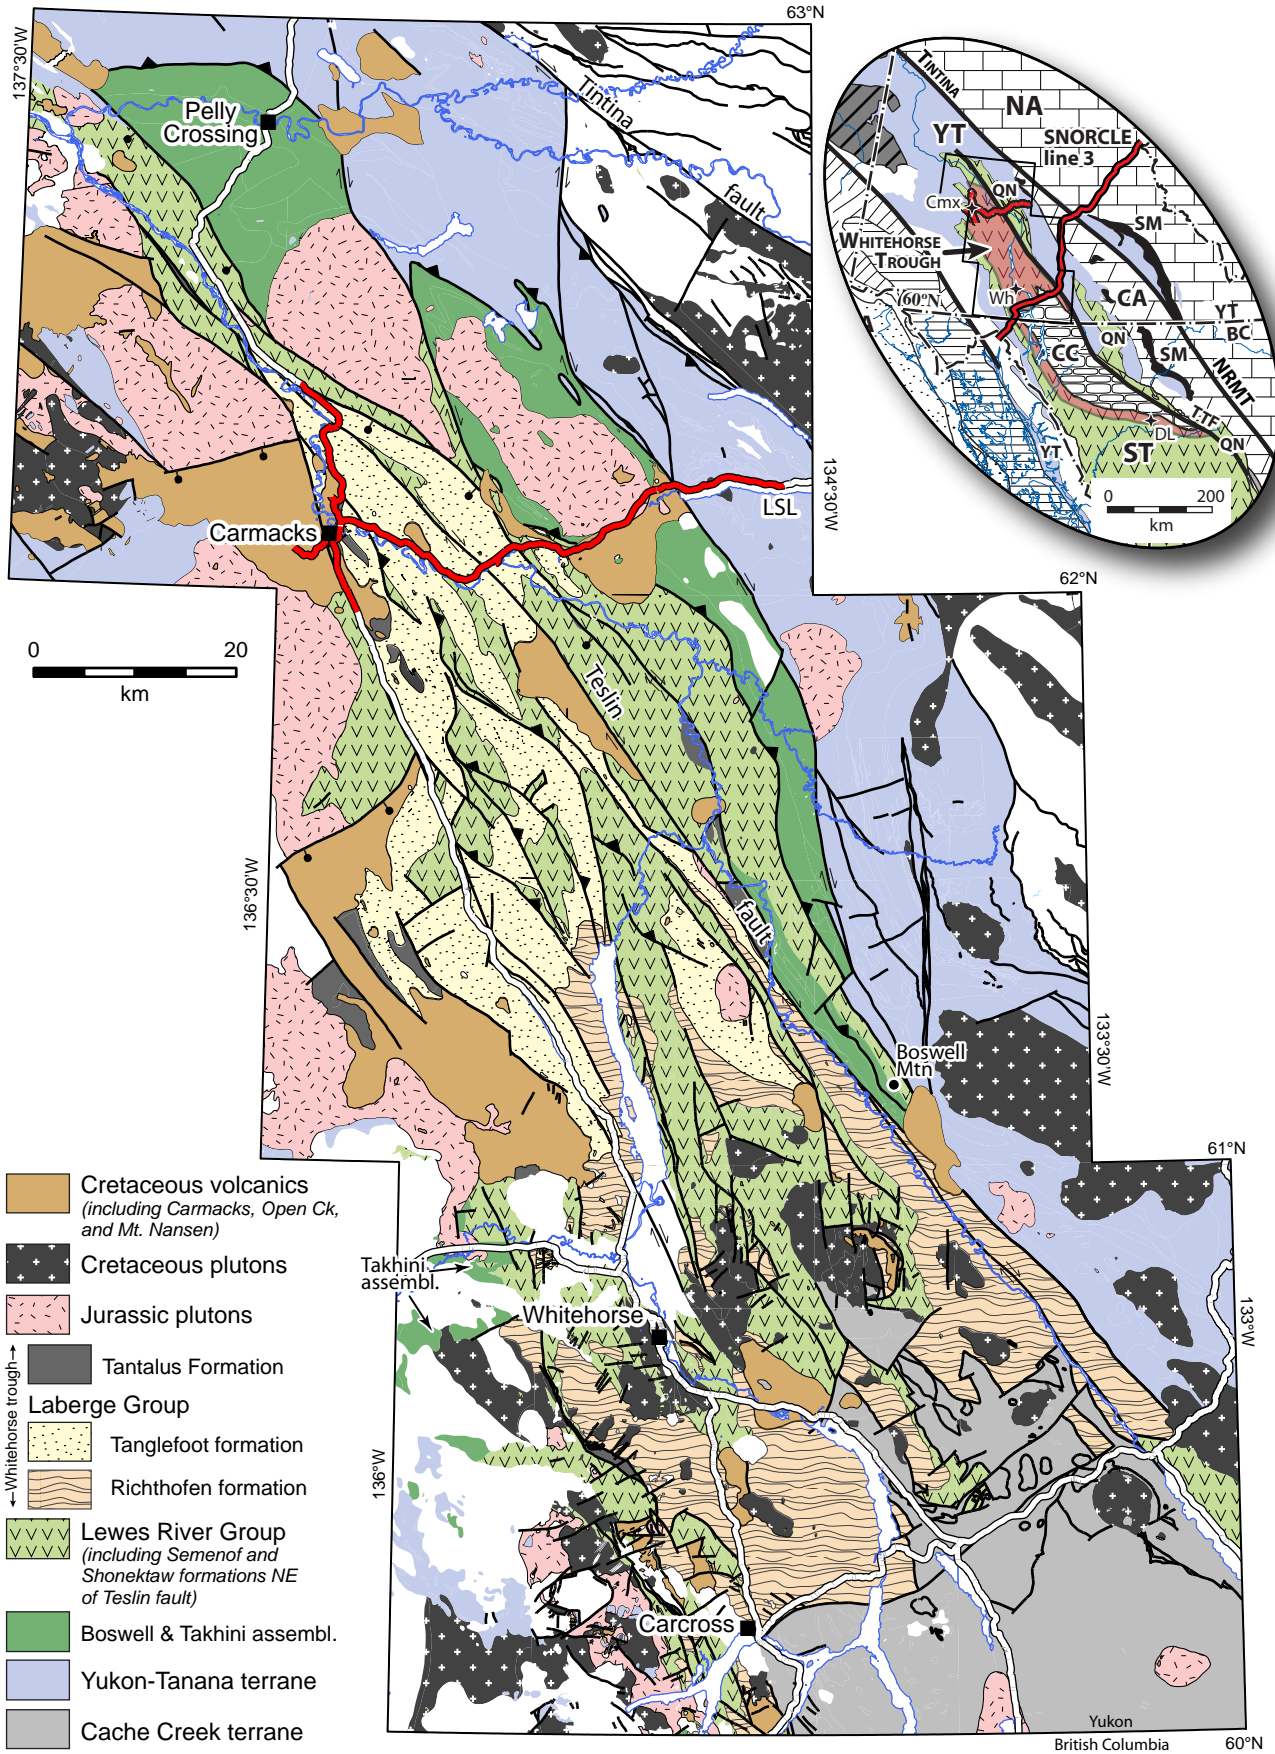 63°N
137°30'W
Pelly
Crossing
Tintina
fault
Carmacks
LSL
134°30'W
62°N
0 20
km
Teslin
fault
136°30'W
133°30'W
Boswell
Mtn
61°N
Takhini
assembl.
Whitehorse
133°W
136°W
Carcross
Yukon
British Columbia
60°N
TINTINA
NA
YT
SNORCLE
line 3
QN
Cmx
SM
WHITEHORSE
TROUGH
CA
Wh
60°N
YT
BC
QN
CC
SM
NRMT
TTF
DL
QN
YT
ST
0 200
km
Cretaceous volcanics
(including Carmacks, Open Ck,
and Mt. Nansen)
Cretaceous plutons
Jurassic plutons
Whitehorse trough
Tantalus Formation
Laberge Group
Tanglefoot formation
Richthofen formation
Lewes River Group
(including Semenof and
Shonektaw formations NE
of Teslin fault)
Boswell & Takhini assembl.
Yukon-Tanana terrane
Cache Creek terrane